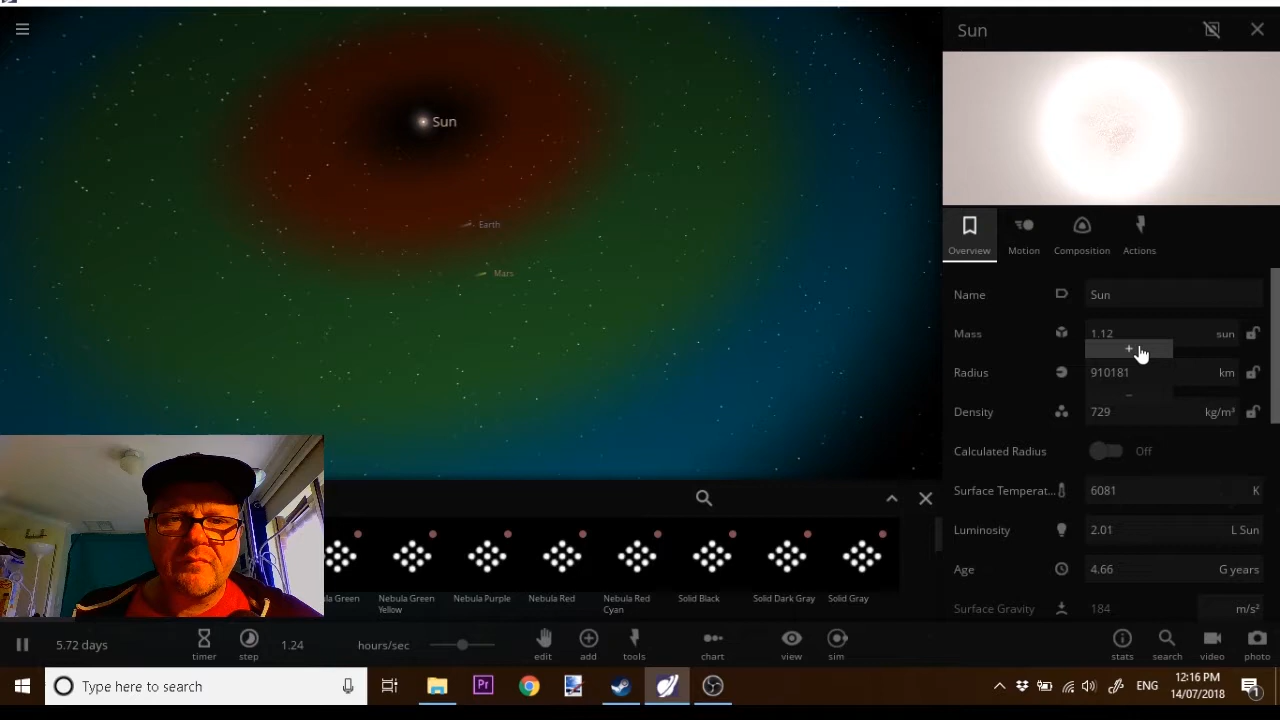 Sun
Sun
Earth
Mars
Overview
Motion
Composition
Actions
Name Sun
Mass 1.12 sun
+
Radius 910181 km
−
Density 729 kg/m³
Calculated Radius Off
Surface Temperat... 6081 K
Luminosity 2.01 L Sun
Age 4.66 G years
Surface Gravity 184 m/s²
Nebula Green
Yellow
Nebula Purple
Nebula Red
Nebula Red
Cyan
Solid Black
Solid Dark Gray
Solid Gray
5.72 days
timer
step
1.24 hours/sec
edit
add
tools
chart
view
sim
stats
search
video
photo
Type here to search
Pr
ENG
12:16 PM
14/07/2018
1